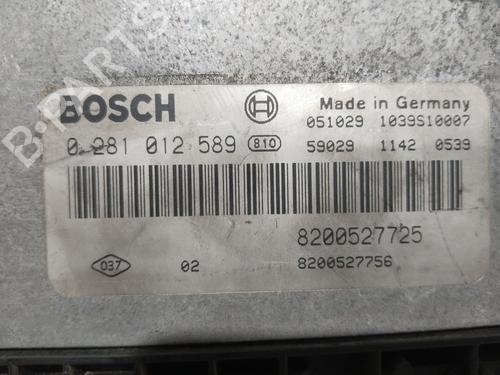 BOSCH
Made in Germany
051029 1039S10007
0 281 012 589 810 59029 1142 0539
8200527725
037 02 8200527756
B-PARTS